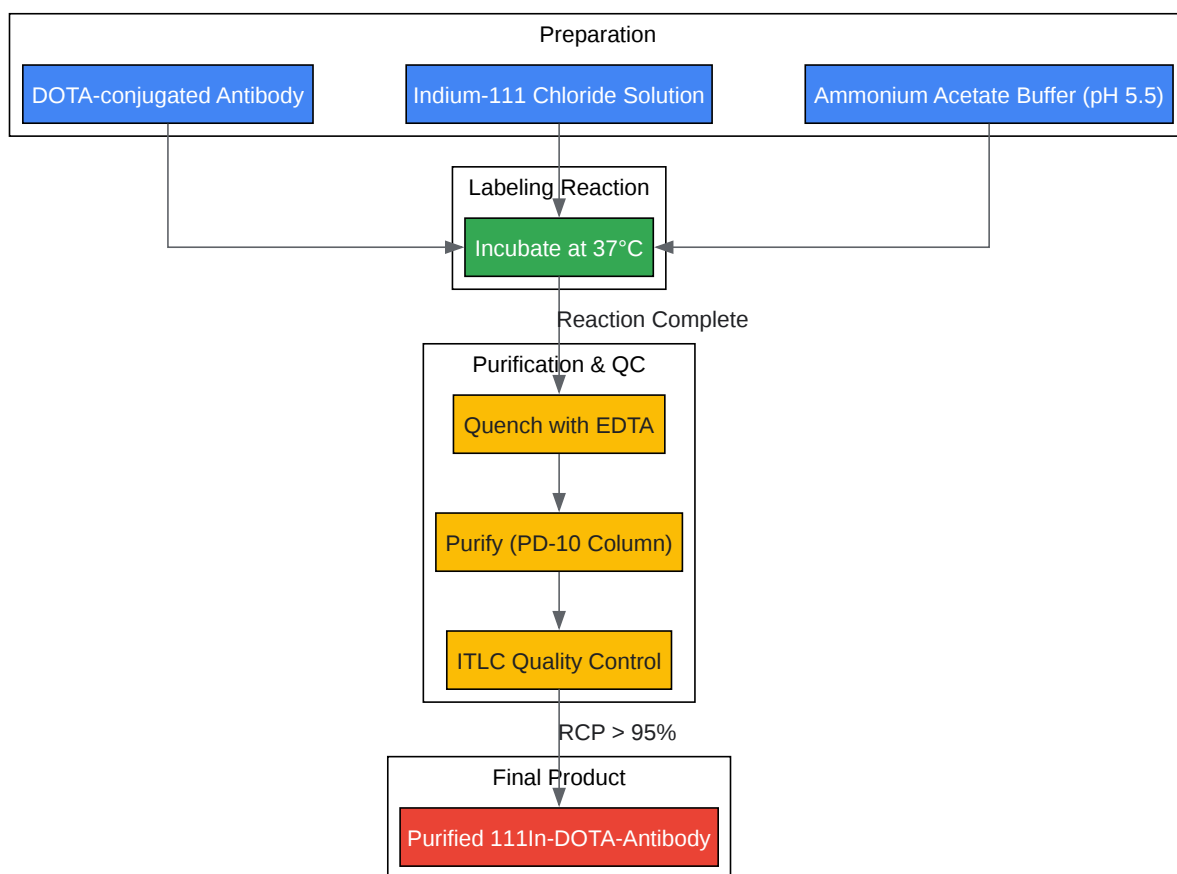 Preparation
DOTA-conjugated Antibody
Indium-111 Chloride Solution
Ammonium Acetate Buffer (pH 5.5)
Labeling Reaction
Incubate at 37°C
Reaction Complete
Purification & QC
Quench with EDTA
Purify (PD-10 Column)
ITLC Quality Control
RCP > 95%
Final Product
Purified 111In-DOTA-Antibody